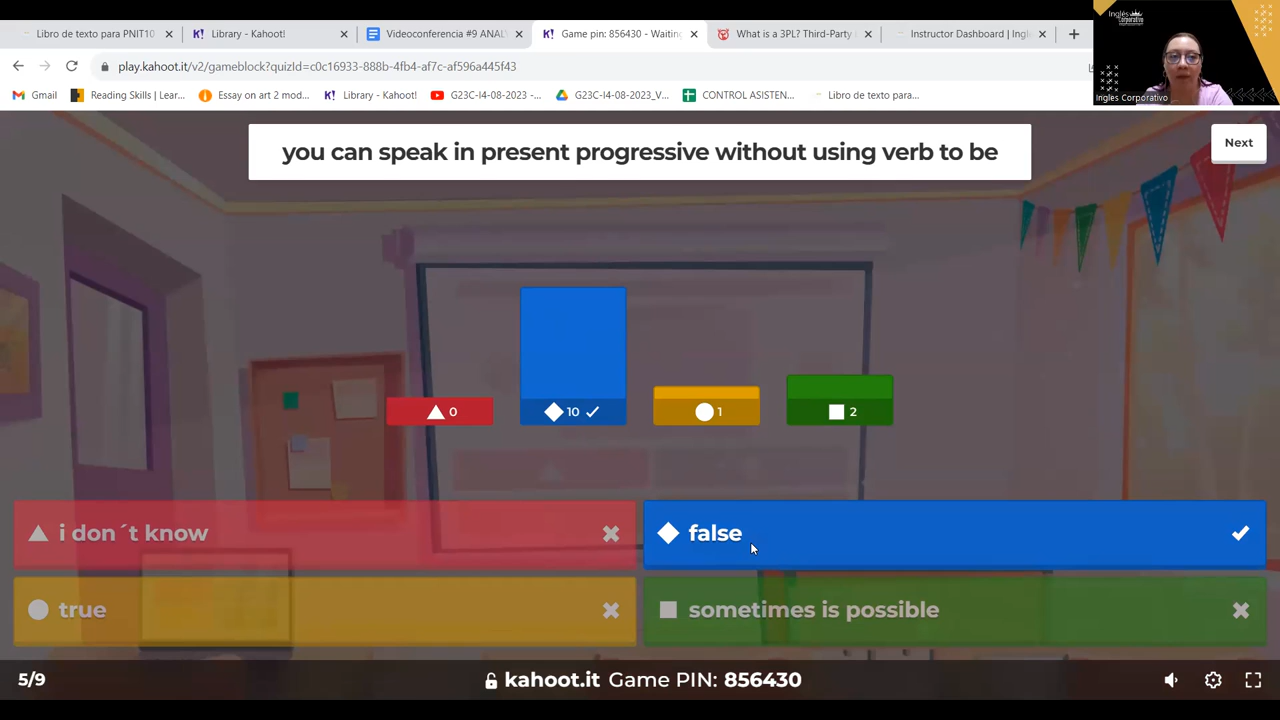 Libro de texto para PNIT10
Library - Kahoot!
Videoconferencia #9 ANAL
Game pin: 856430 - Waitin
What is a 3PL? Third-Party
Instructor Dashboard | Ingl
play.kahoot.it/v2/gameblock?quizId=c0c16933-888b-4fb4-af7c-af596a445f43
Gmail
Reading Skills | Lear...
Essay on art 2 mod...
Library - Kahoot!
G23C-I4-08-2023 -...
G23C-I4-08-2023_V...
CONTROL ASISTEN...
Libro de texto para...
Inglés
Corporativo
Ingles Corporativo
you can speak in present progressive without using verb to be
Next
0
10
1
2
i don´t know
false
true
sometimes is possible
5/9
kahoot.it Game PIN: 856430